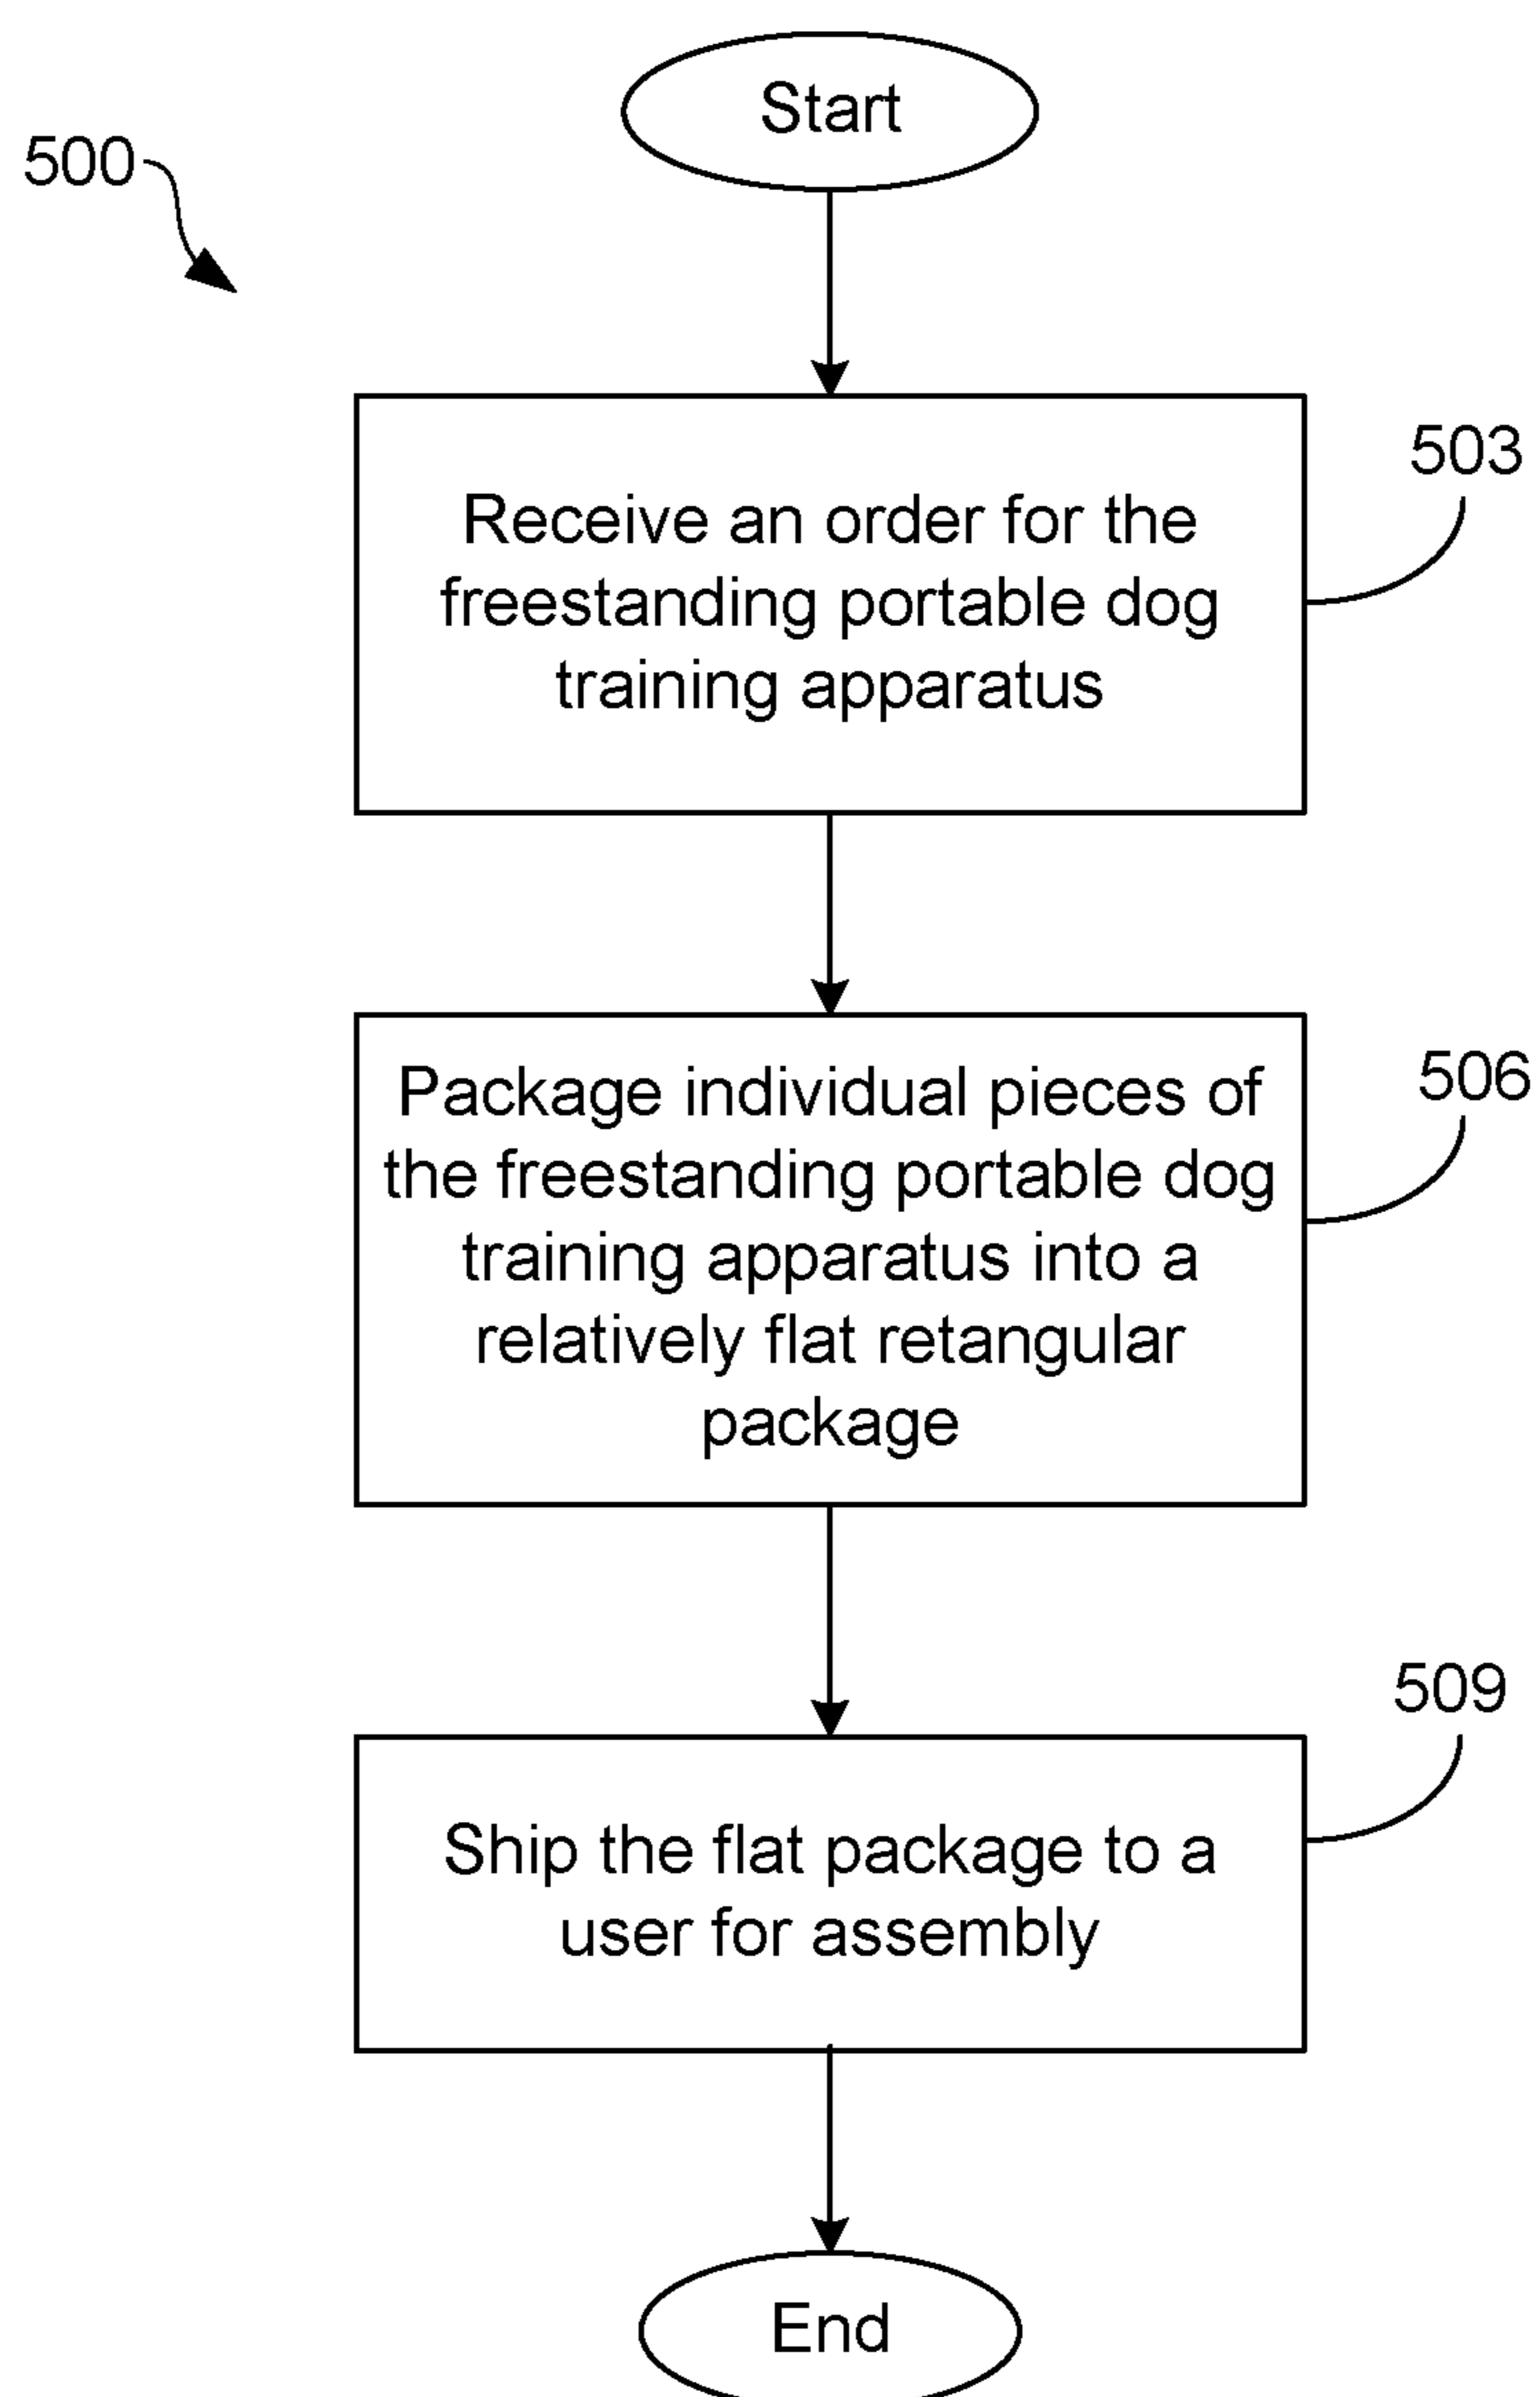 Start
500
503
Receive an order for the
freestanding portable dog
training apparatus
506
Package individual pieces of
the freestanding portable dog
training apparatus into a
relatively flat retangular
package
509
Ship the flat package to a
user for assembly
End